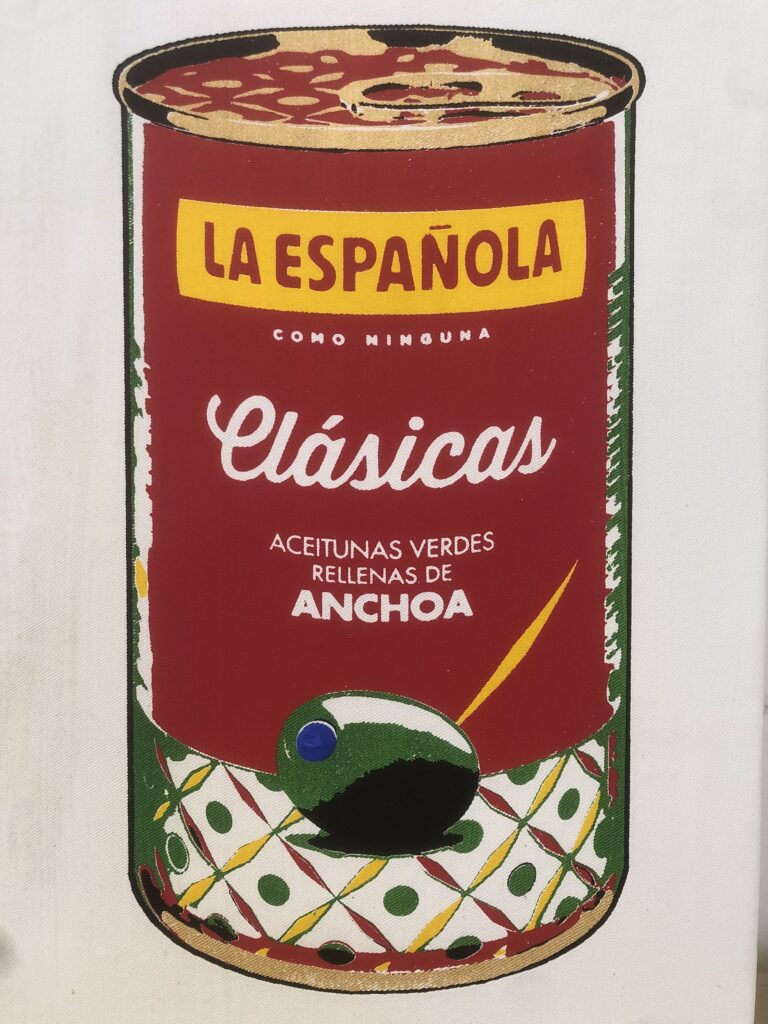 LA ESPAÑOLA
COMO NINGUNA
Clásicas
ACEITUNAS VERDES
RELLENAS DE
ANCHOA